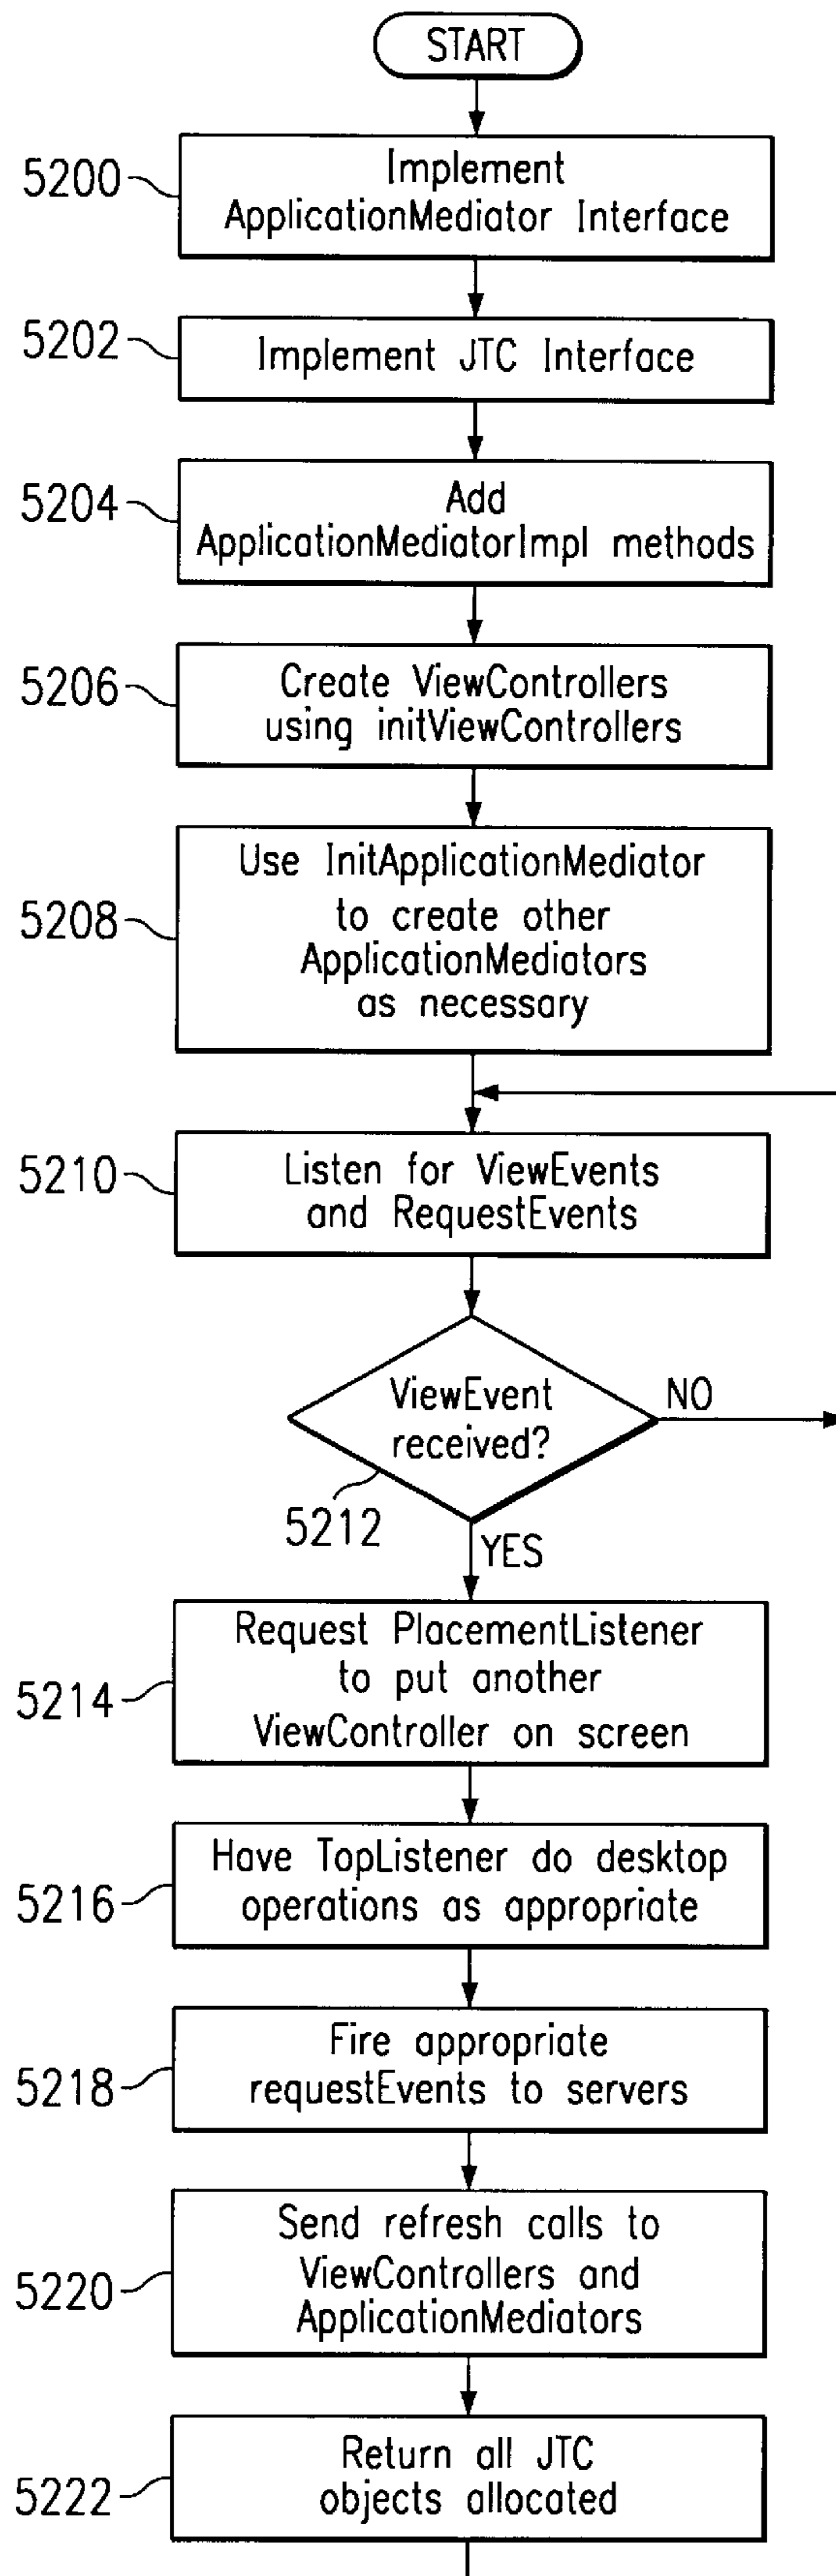 START
5200
Implement
ApplicationMediator Interface
5202
Implement JTC Interface
5204
Add
ApplicationMediatorImpl methods
5206
Create ViewControllers
using initViewControllers
5208
Use InitApplicationMediator
to create other
ApplicationMediators
as necessary
5210
Listen for ViewEvents
and RequestEvents
ViewEvent
received?
NO
5212
YES
5214
Request PlacementListener
to put another
ViewController on screen
5216
Have TopListener do desktop
operations as appropriate
5218
Fire appropriate
requestEvents to servers
5220
Send refresh calls to
ViewControllers and
ApplicationMediators
5222
Return all JTC
objects allocated